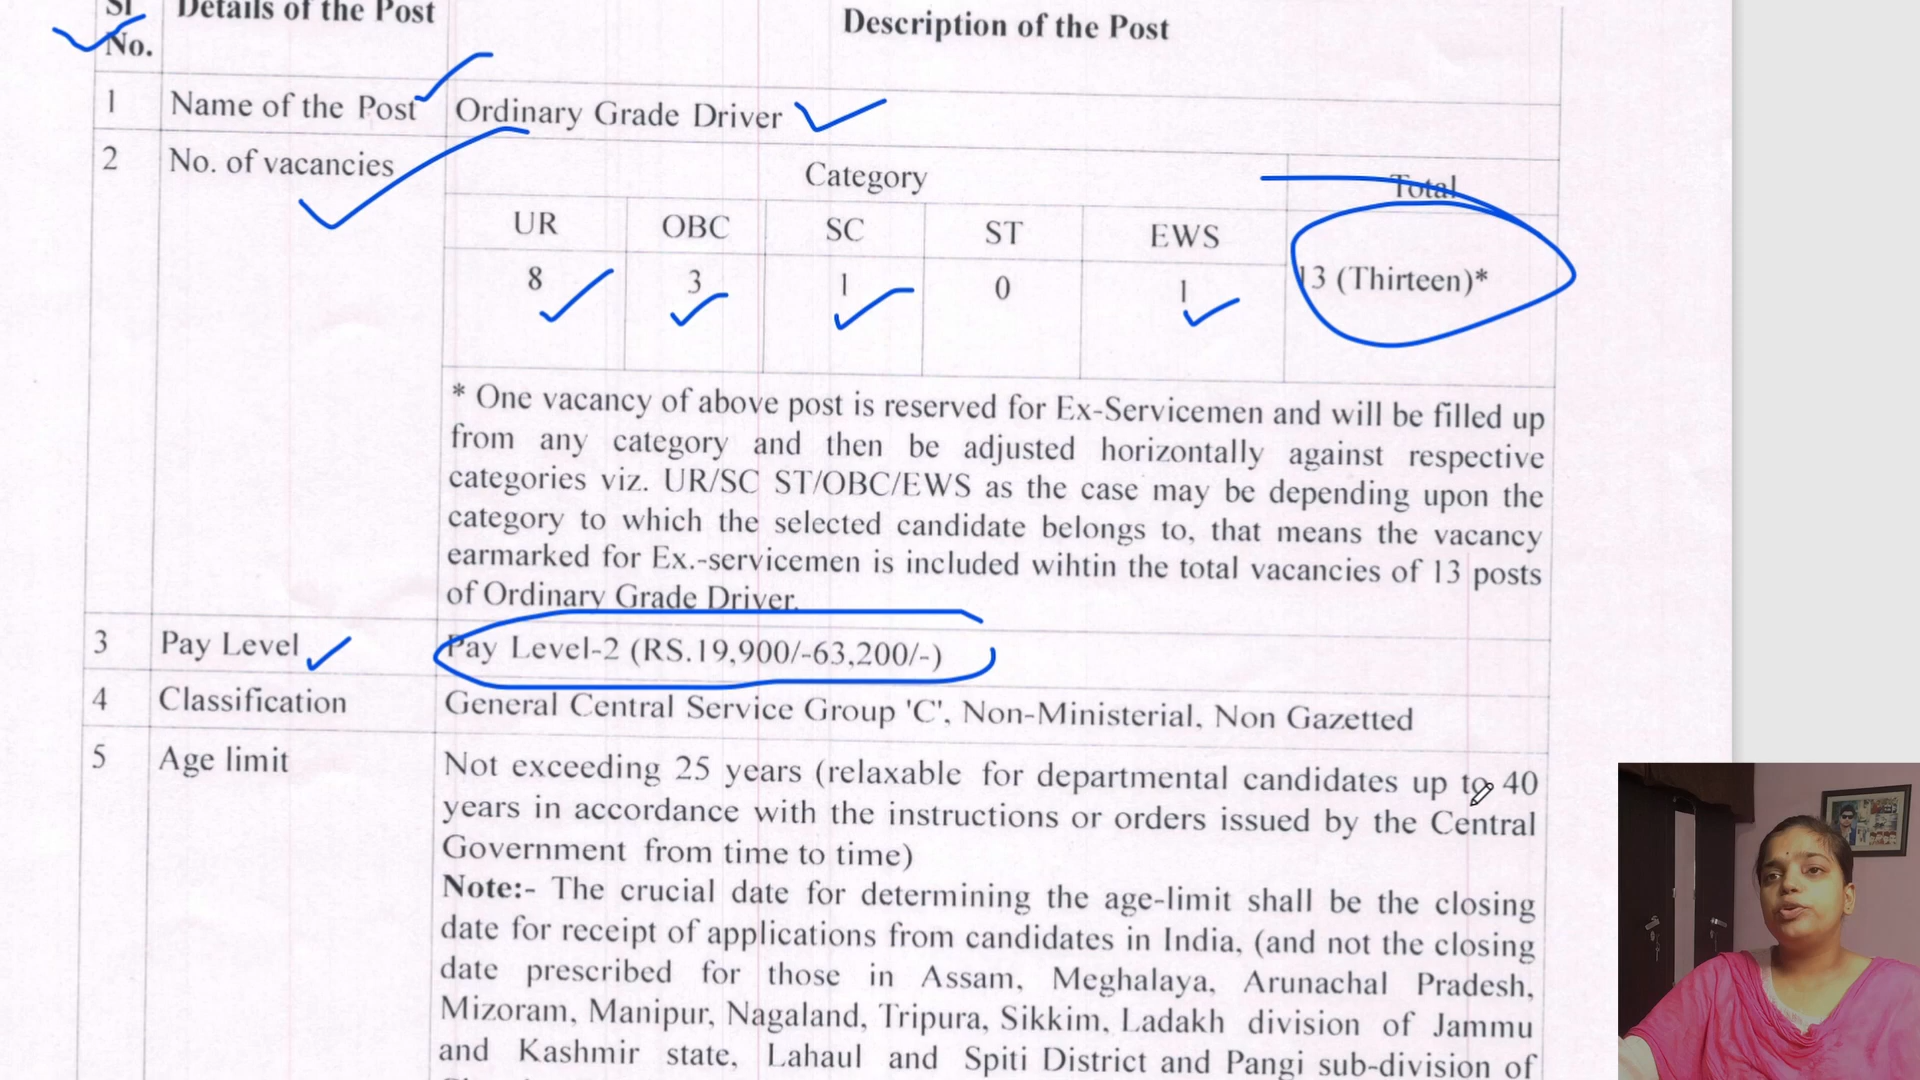 Sl
No.
Details of the Post
Description of the Post
1
Name of the Post
Ordinary Grade Driver
2
No. of vacancies
Category
Total
UR
OBC
SC
ST
EWS
8
3
1
0
1
13 (Thirteen)*
* One vacancy of above post is reserved for Ex-Servicemen and will be filled up
from any category and then be adjusted horizontally against respective
categories viz. UR/SC ST/OBC/EWS as the case may be depending upon the
category to which the selected candidate belongs to, that means the vacancy
earmarked for Ex.-servicemen is included wihtin the total vacancies of 13 posts
of Ordinary Grade Driver.
3
Pay Level
Pay Level-2 (RS.19,900/-63,200/-)
4
Classification
General Central Service Group 'C', Non-Ministerial, Non Gazetted
5
Age limit
Not exceeding 25 years (relaxable for departmental candidates up to 40
years in accordance with the instructions or orders issued by the Central
Government from time to time)
Note:- The crucial date for determining the age-limit shall be the closing
date for receipt of applications from candidates in India, (and not the closing
date prescribed for those in Assam, Meghalaya, Arunachal Pradesh,
Mizoram, Manipur, Nagaland, Tripura, Sikkim, Ladakh division of Jammu
and Kashmir state, Lahaul and Spiti District and Pangi sub-division of